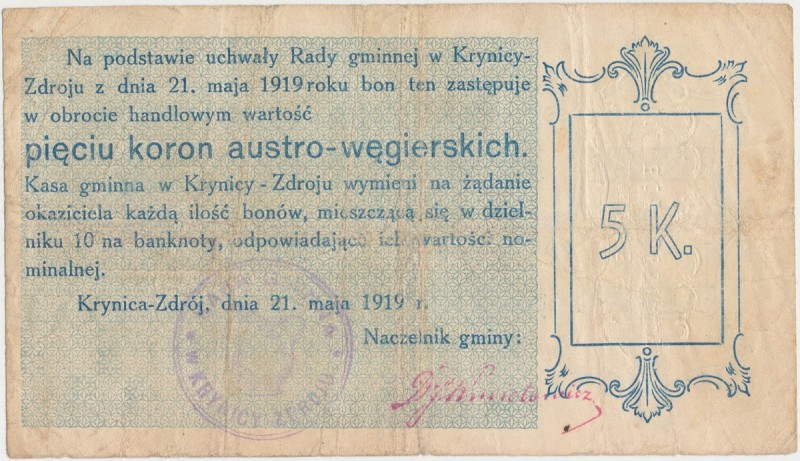 Na podstawie uchwały Rady gminnej w Krynicy-
Zdroju z dnia 21. maja 1919 roku bon ten zastępuje
w obrocie handlowym wartość
pięciu koron austro-węgierskich.
Kasa gminna w Krynicy-Zdroju wymieni na żądanie
okaziciela każdą ilość bonów, mieszczącą się w dziel-
niku 10 na banknoty, odpowiadające ich wartości no-
minalnej.
Krynica-Zdrój, dnia 21. maja 1919 r.
Naczelnik gminy:
5 K.
w KRYNICY ZDROJU